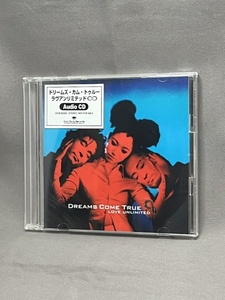 ドリームズ・カム・トゥルー
ラヴアンリミテッド∞
Audio CD
DREAMS COME TRUE
LOVE UNLIMITED